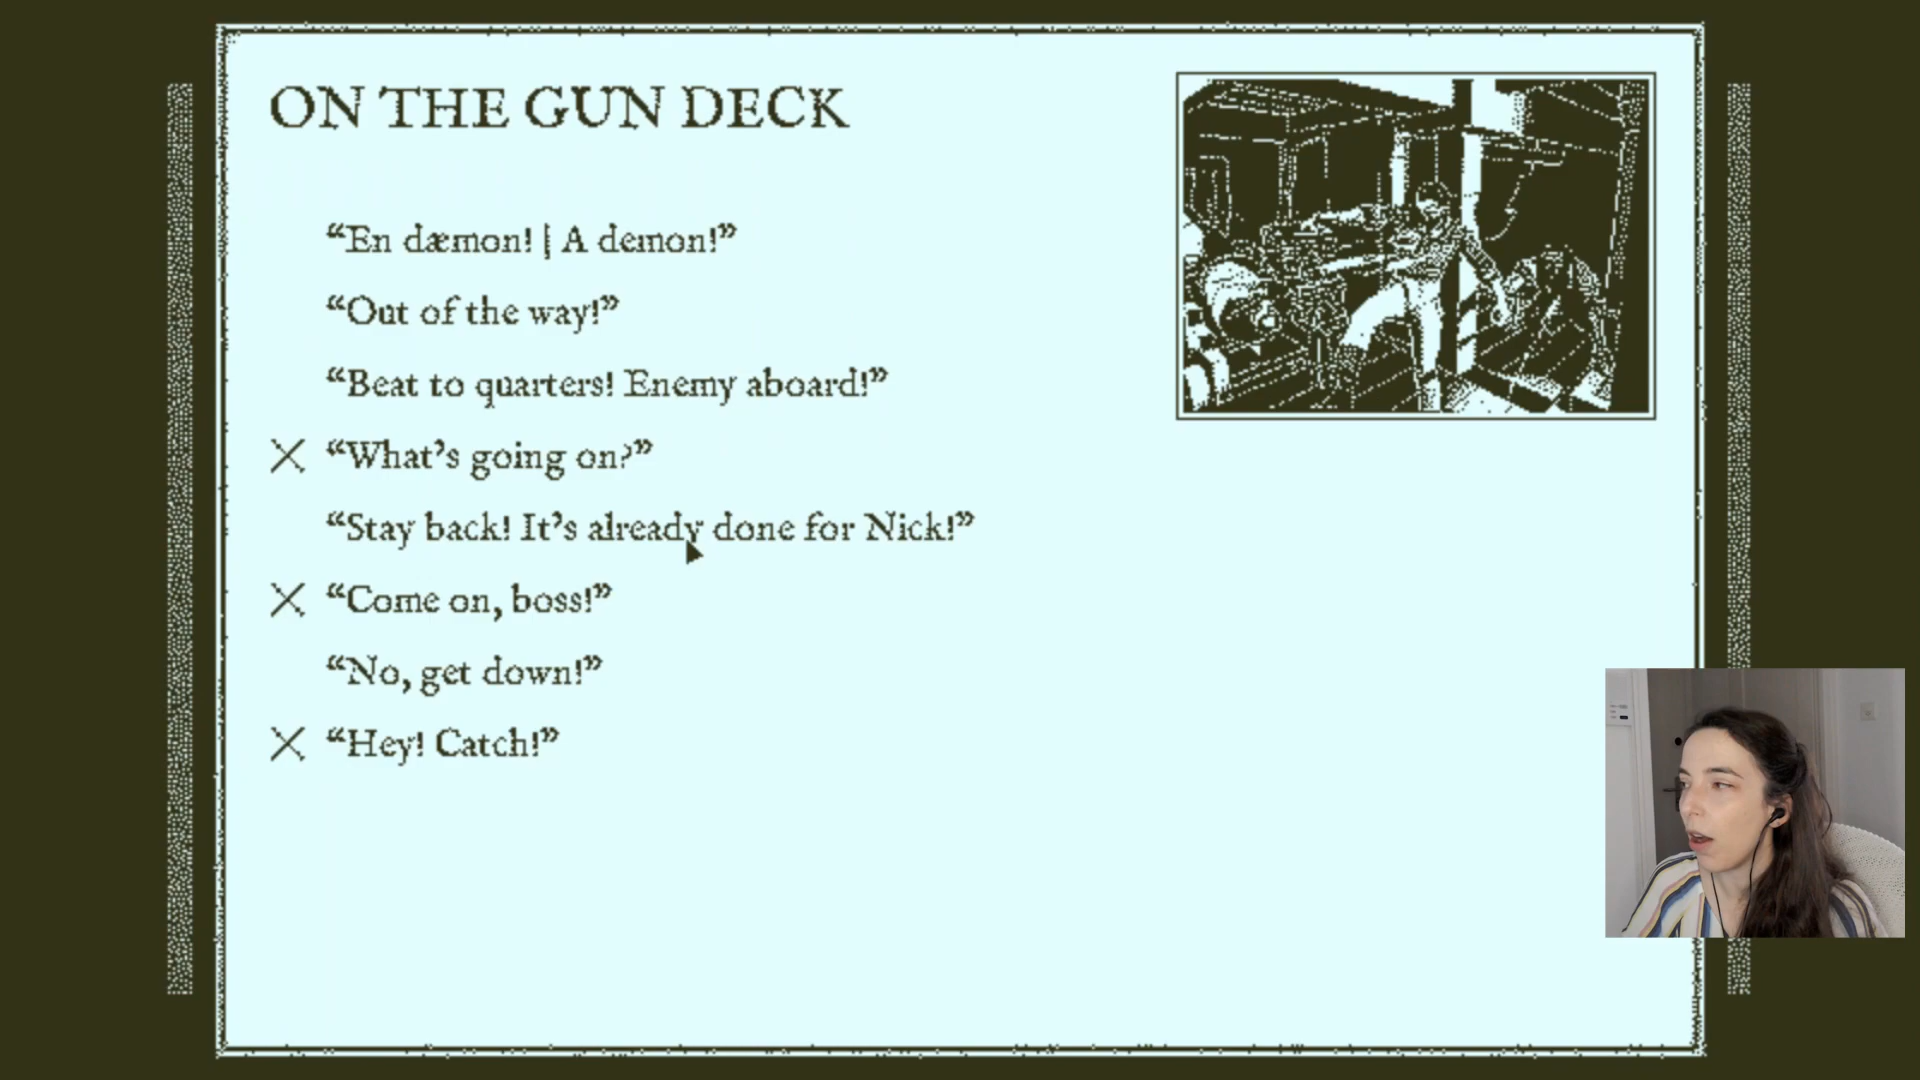 ON THE GUN DECK
“En dæmon! | A demon!”
“Out of the way!”
“Beat to quarters! Enemy aboard!”
“What’s going on?”
“Stay back! It’s already done for Nick!”
“Come on, boss!”
“No, get down!”
“Hey! Catch!”